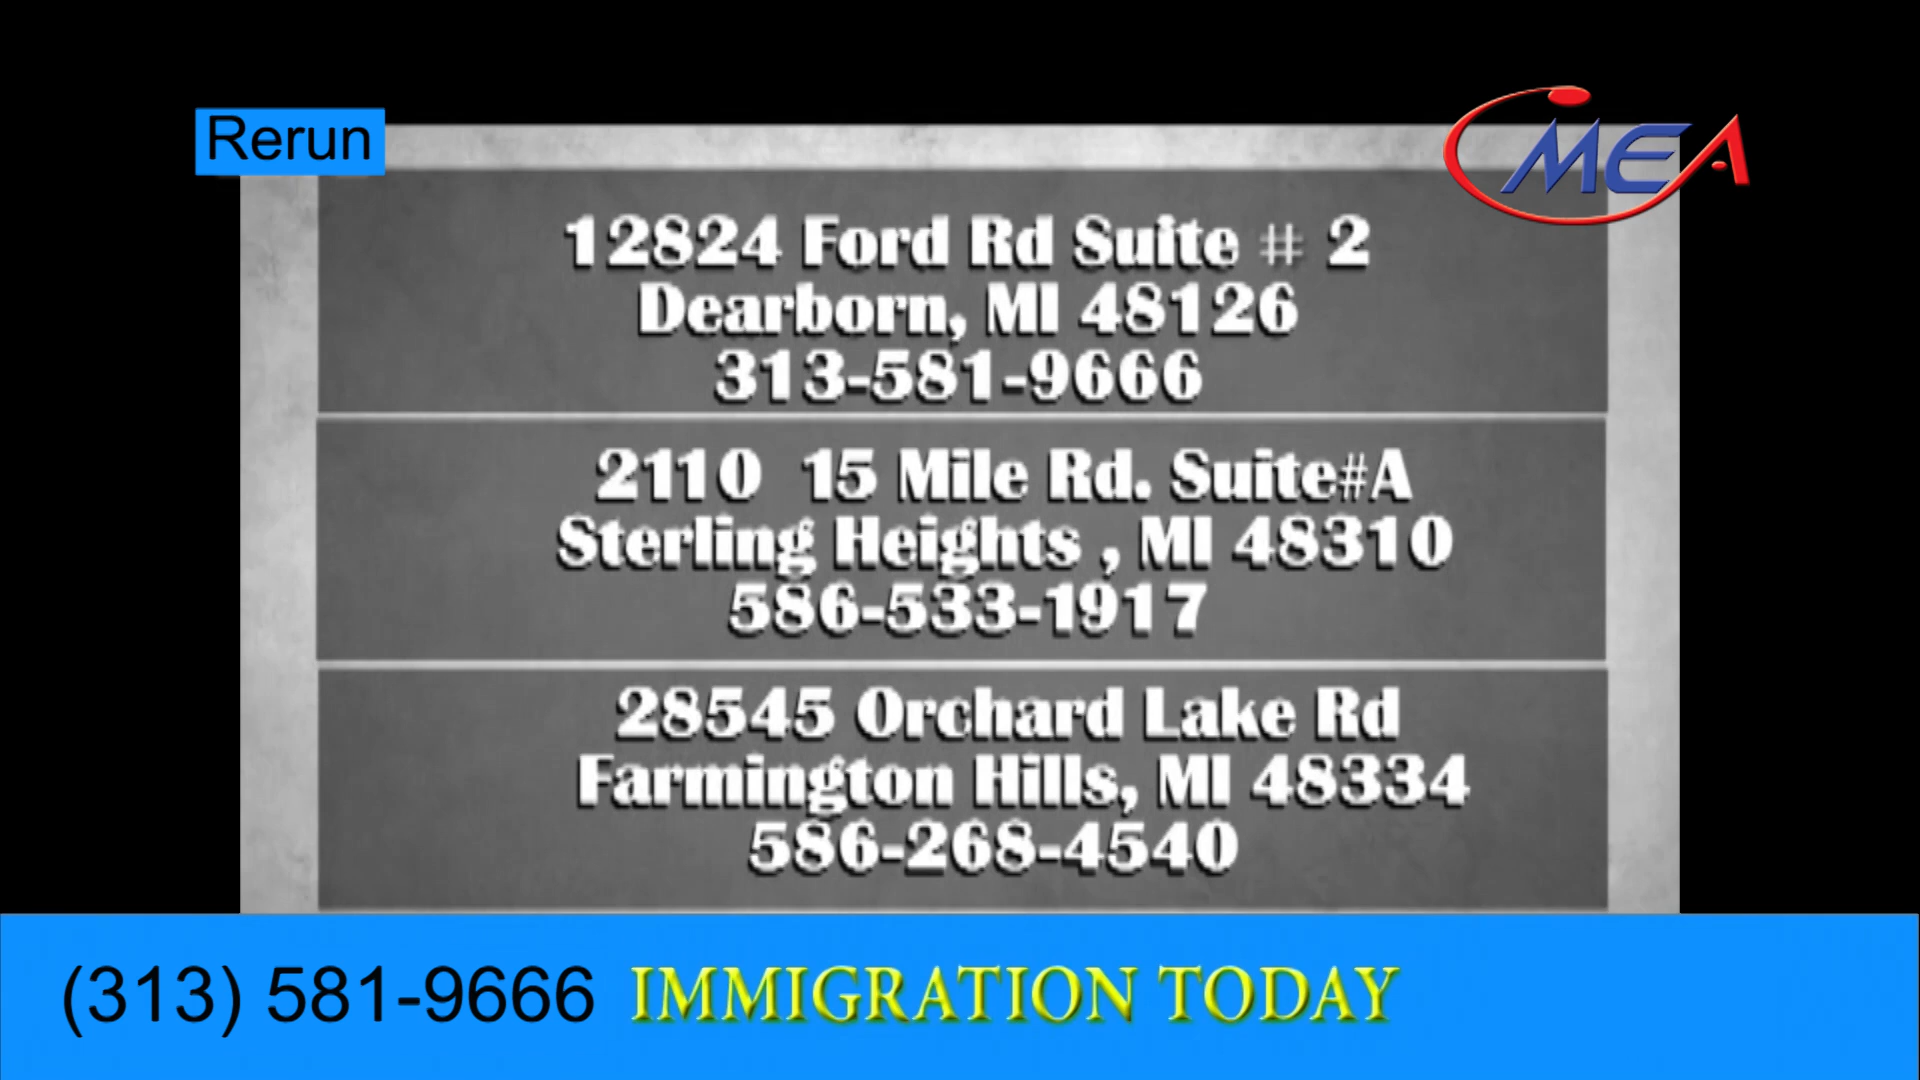 Rerun
MEA
12824 Ford Rd Suite # 2
Dearborn, MI 48126
313-581-9666
2110 15 Mile Rd. Suite#A
Sterling Heights , MI 48310
586-533-1917
28545 Orchard Lake Rd
Farmington Hills, MI 48334
586-268-4540
(313) 581-9666 IMMIGRATION TODAY